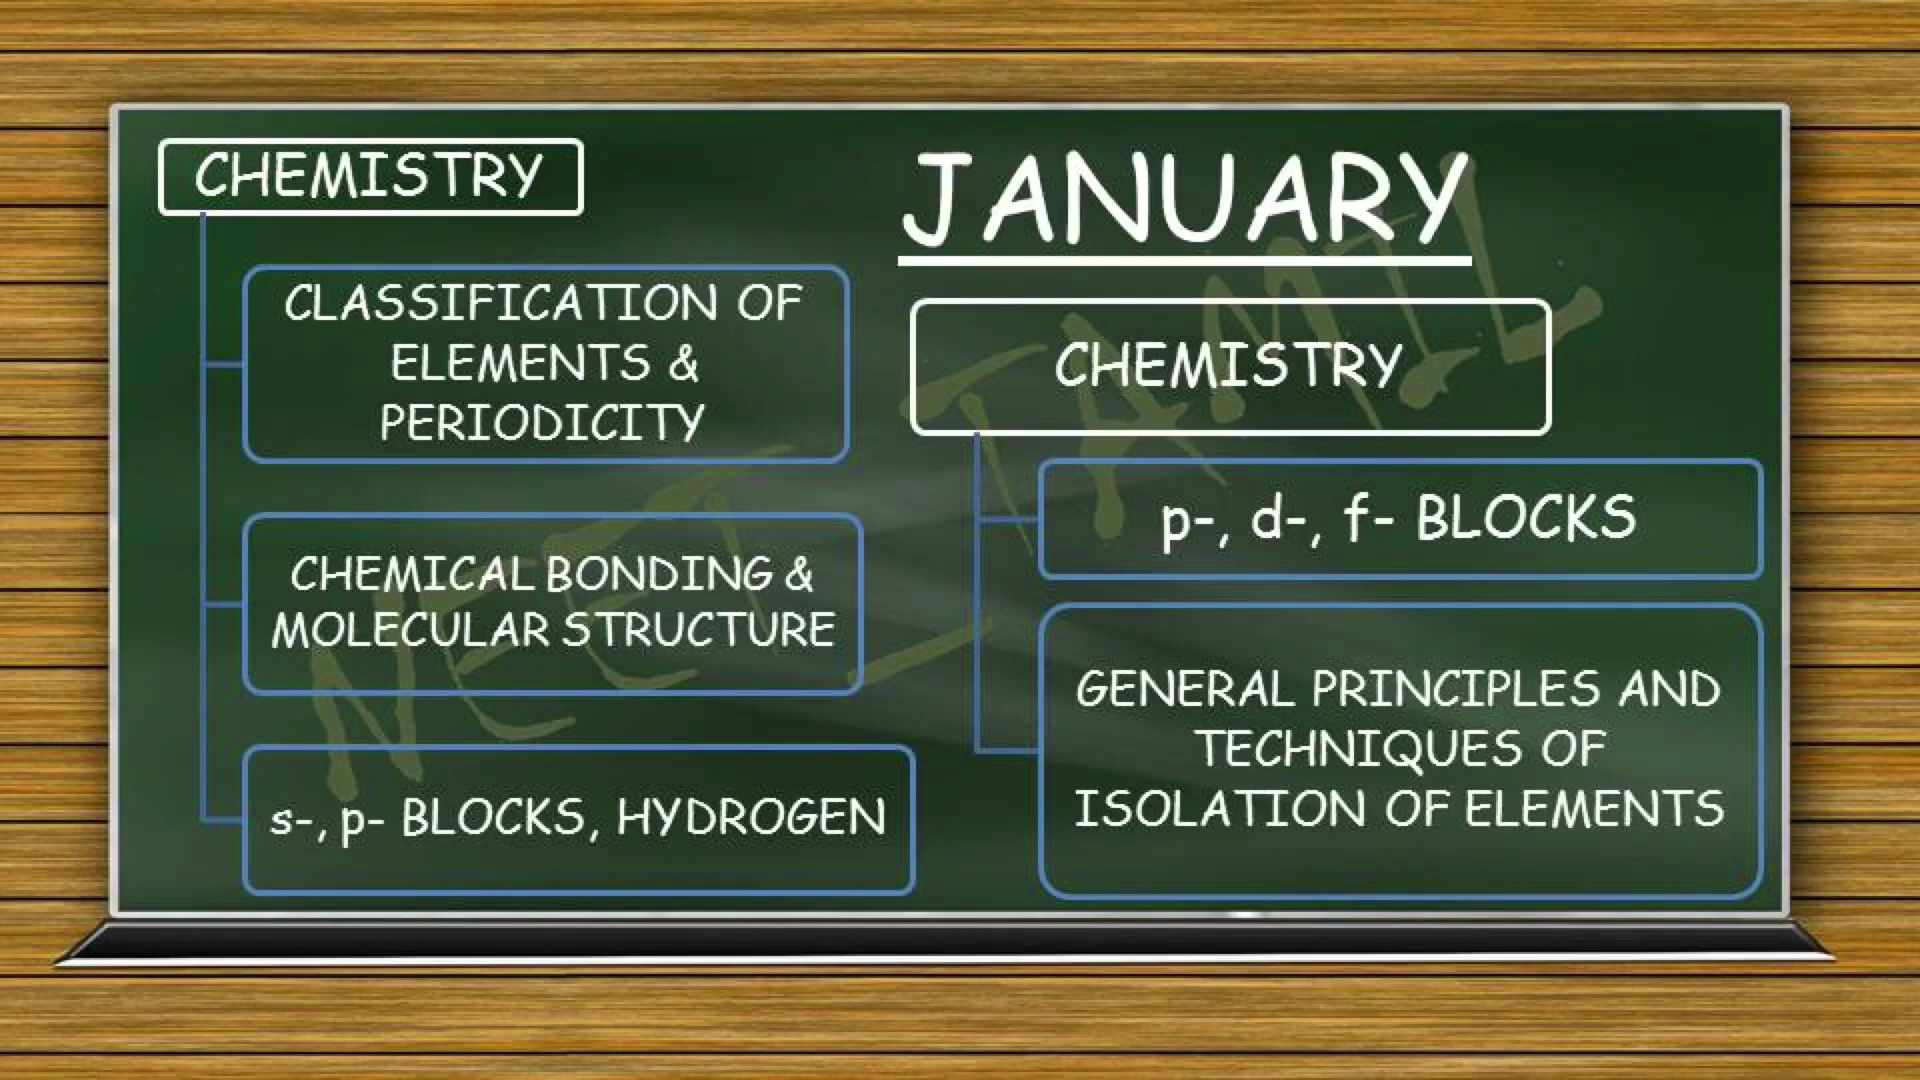 CHEMISTRY
CLASSIFICATION OF
ELEMENTS &
PERIODICITY
CHEMICAL BONDING &
MOLECULAR STRUCTURE
s-, p- BLOCKS, HYDROGEN
JANUARY
CHEMISTRY
p-, d-, f- BLOCKS
GENERAL PRINCIPLES AND
TECHNIQUES OF
ISOLATION OF ELEMENTS
NEET_TAMIL